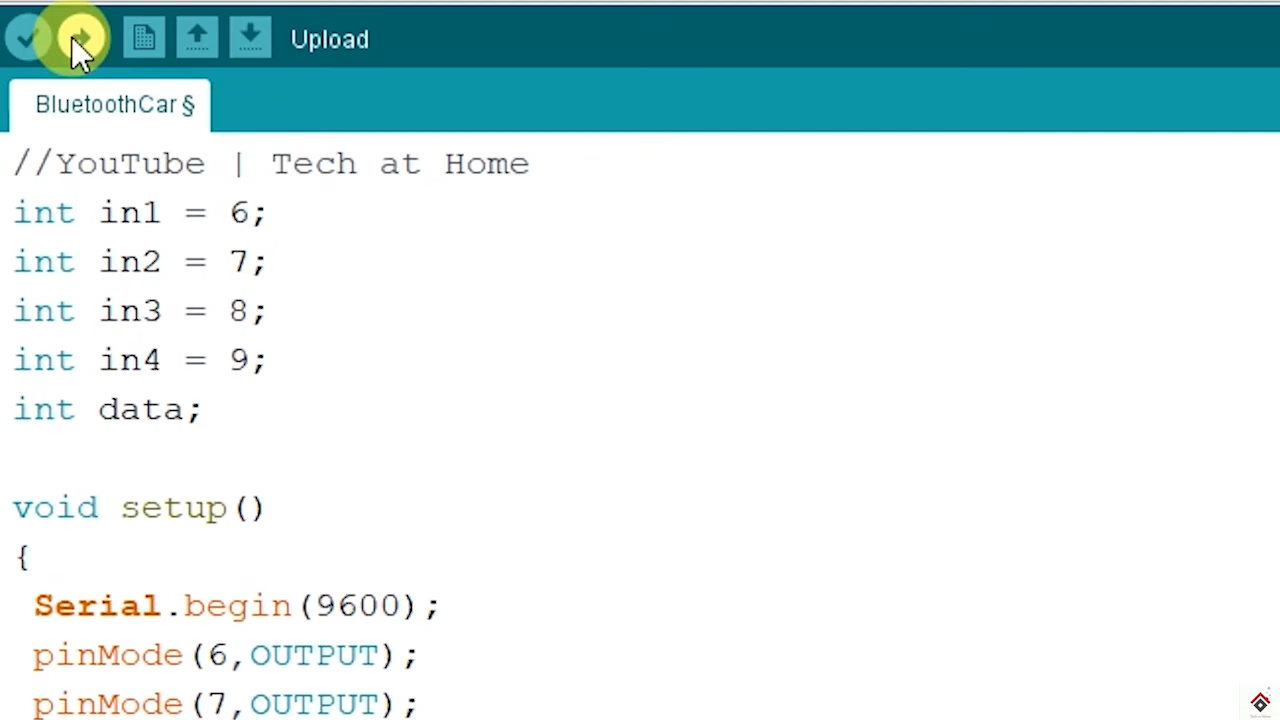 Upload
BluetoothCar §
//YouTube | Tech at Home
int in1 = 6;
int in2 = 7;
int in3 = 8;
int in4 = 9;
int data;
void setup()
{
Serial.begin(9600);
pinMode(6,OUTPUT);
pinMode(7,OUTPUT);